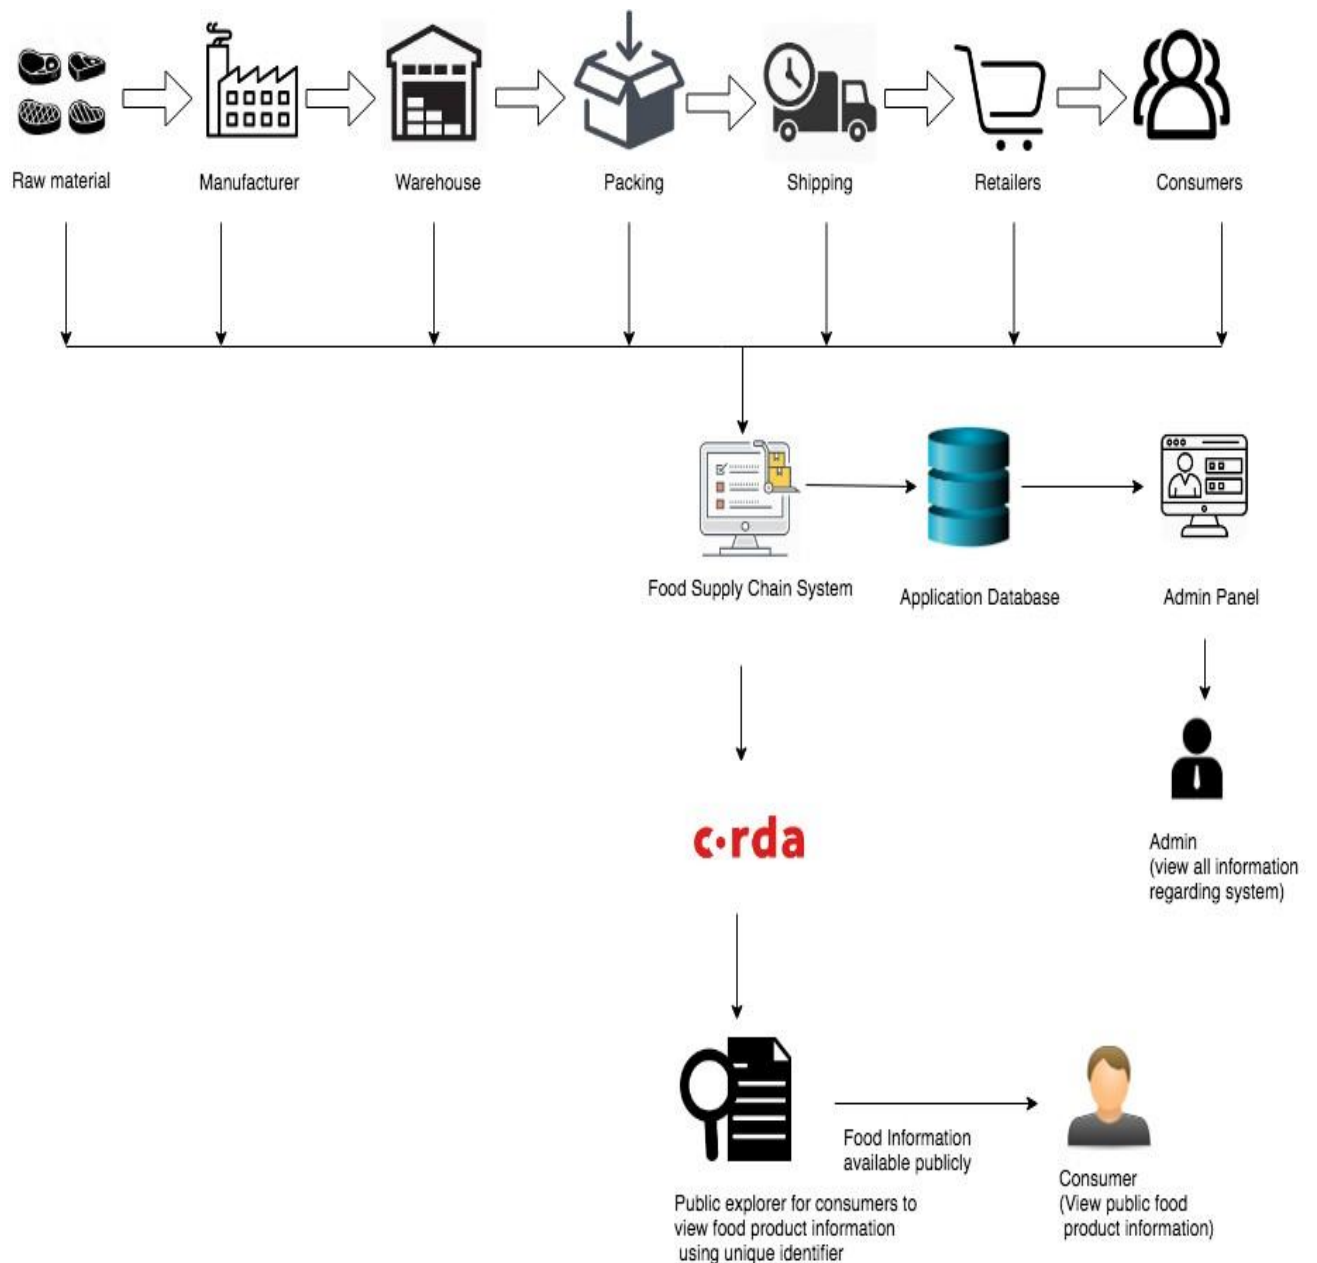 Raw material
Manufacturer
Warehouse
Packing
Shipping
Retailers
Consumers
Food Supply Chain System
Application Database
Admin Panel
c•rda
Admin
(view all information
regarding system)
Food Information
available publicly
Public explorer for consumers to
view food product information
using unique identifier
Consumer
(View public food
product information)